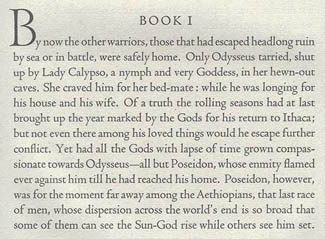 BOOK I
By now the other warriors, those that had escaped headlong ruin
by sea or in battle, were safely home. Only Odysseus tarried, shut
up by Lady Calypso, a nymph and very Goddess, in her hewn-out
caves. She craved him for her bed-mate: while he was longing for
his house and his wife. Of a truth the rolling seasons had at last
brought up the year marked by the Gods for his return to Ithaca;
but not even there among his loved things would he escape further
conflict. Yet had all the Gods with lapse of time grown compas-
sionate towards Odysseus—all but Poseidon, whose enmity flamed
ever against him till he had reached his home. Poseidon, however,
was for the moment far away among the Aethiopians, that last race
of men, whose dispersion across the world's end is so broad that
some of them can see the Sun-God rise while others see him set.